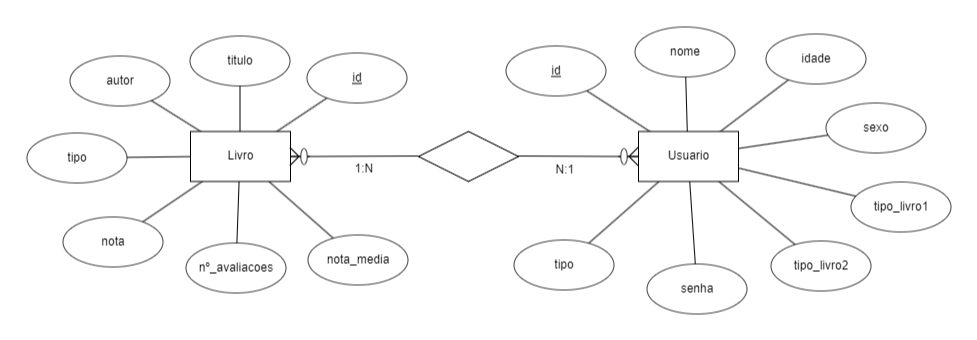 nome
titulo
idade
autor
id
id
sexo
Livro
Usuario
tipo
1:N
N:1
tipo_livro1
nota
nota_media
tipo
tipo_livro2
nº_avaliacoes
senha